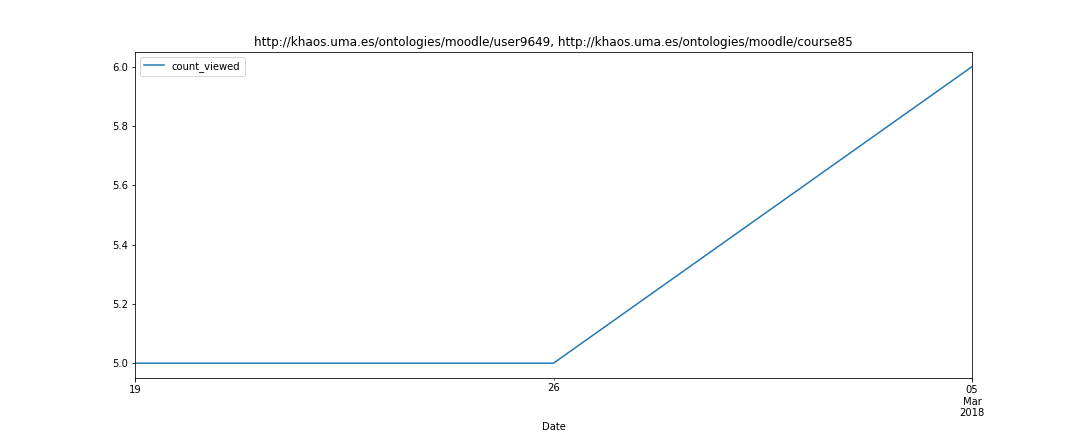 http://khaos.uma.es/ontologies/moodle/user9649, http://khaos.uma.es/ontologies/moodle/course85
count_viewed
6.0
5.8
5.6
5.4
5.2
5.0
19
26
05
Mar
2018
Date